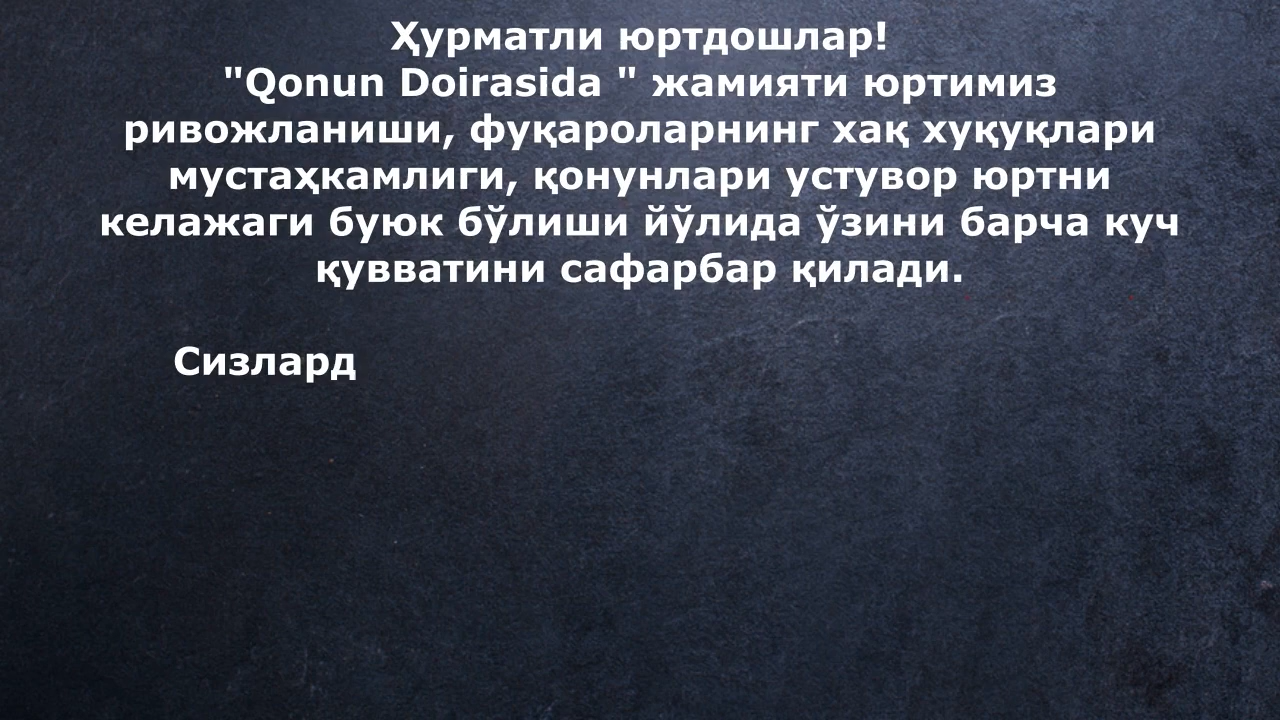 Ҳурматли юртдошлар!
"Qonun Doirasida " жамияти юртимиз
ривожланиши, фуқароларнинг хақ хуқуқлари
мустаҳкамлиги, қонунлари устувор юртни
келажаги буюк бўлиши йўлида ўзини барча куч
қувватини сафарбар қилади.
Сизлард